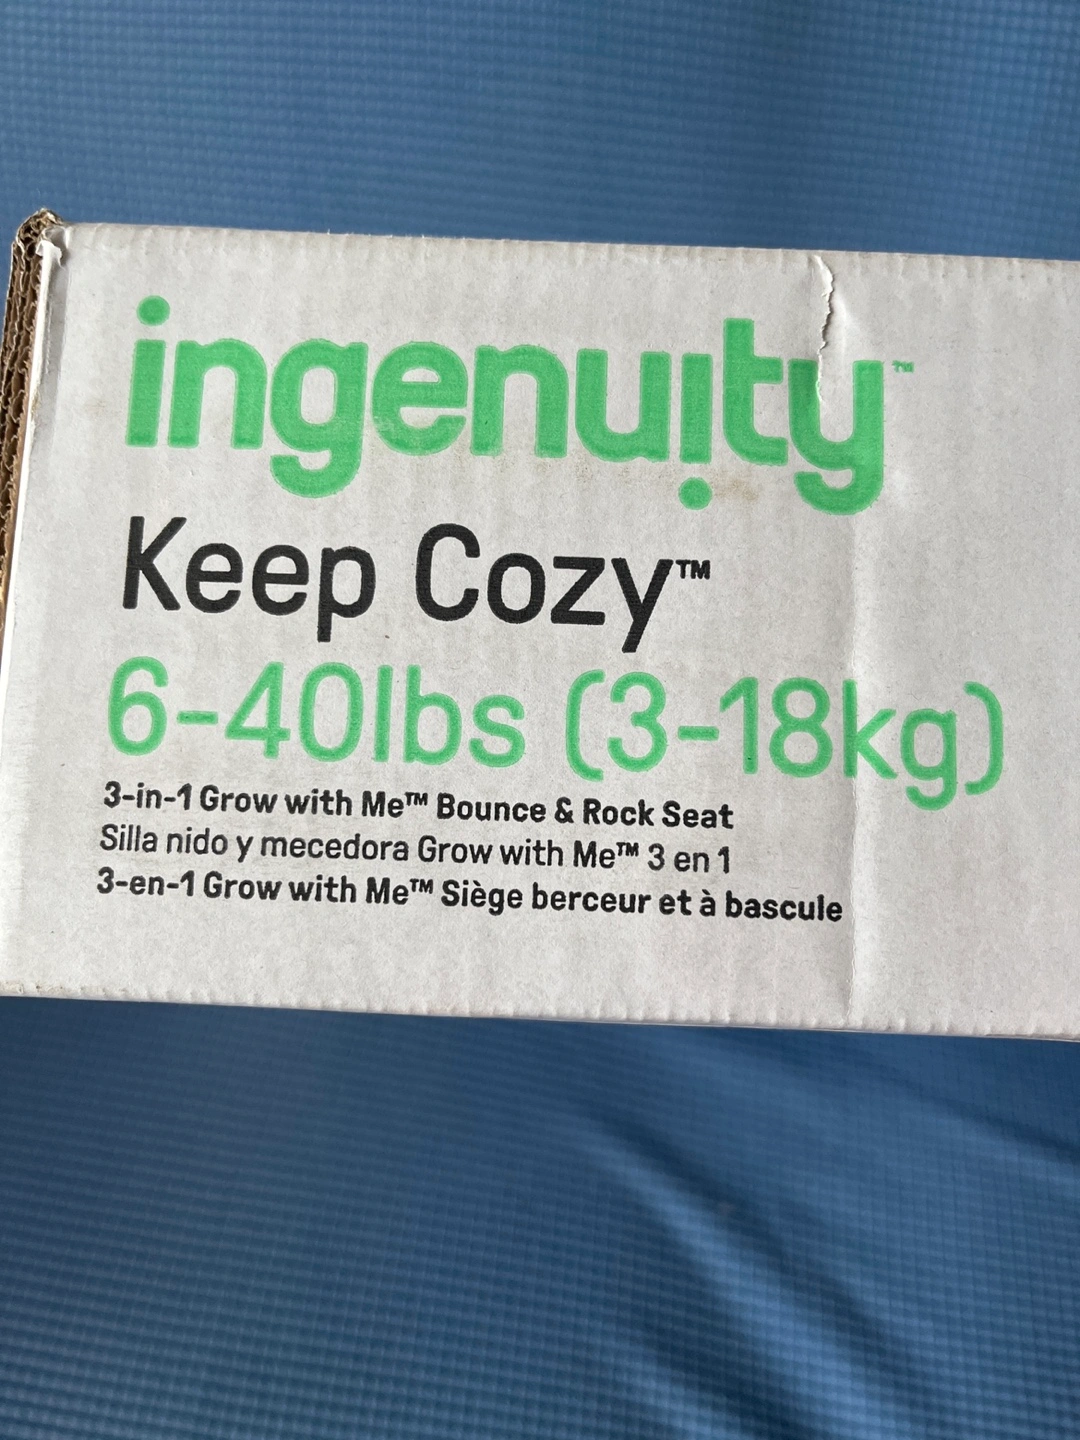 ingenuity™
Keep Cozy™
6-40lbs (3-18kg)
3-in-1 Grow with Me™ Bounce & Rock Seat
Silla nido y mecedora Grow with Me™ 3 en 1
3-en-1 Grow with Me™ Siège berceur et à bascule